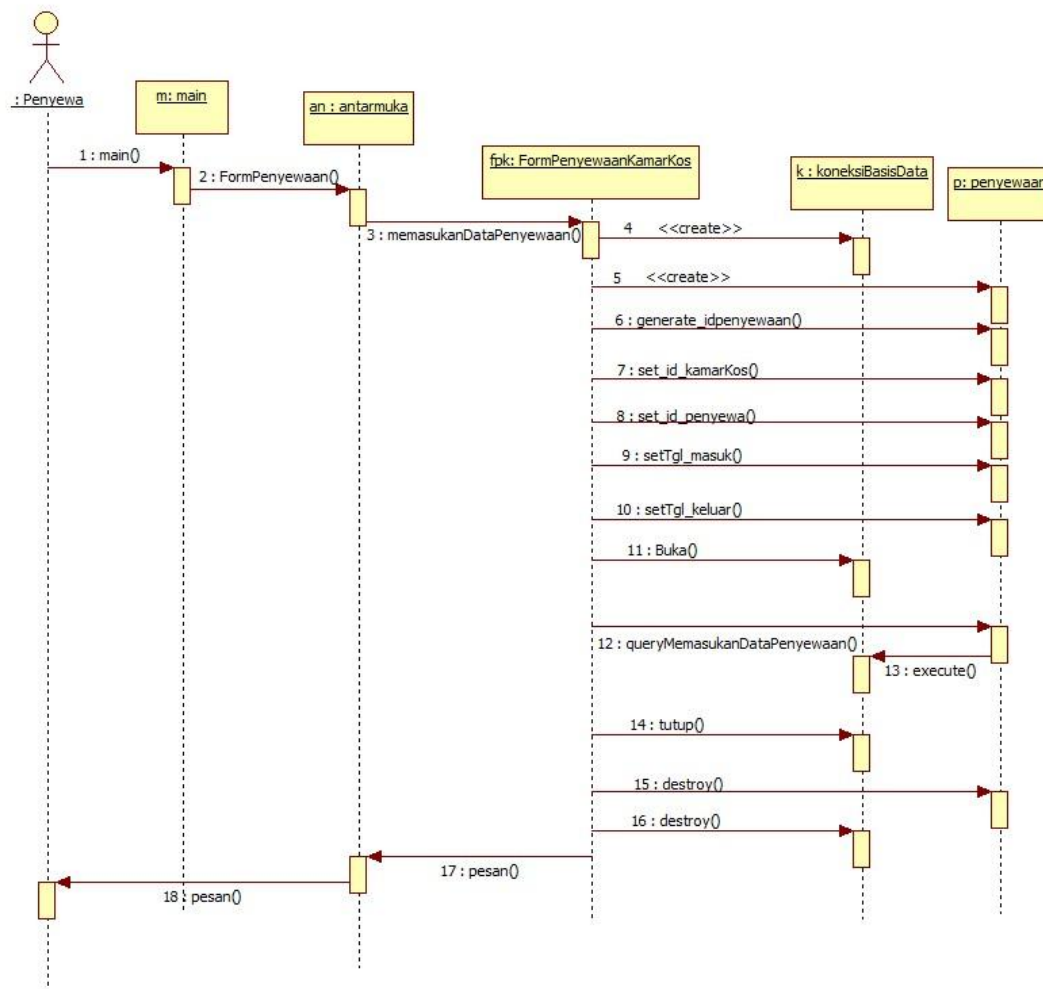 : Penyewa
m: main
an : antarmuka
fpk: FormPenyewaanKamarKos
k : koneksiBasisData
p: penyewaan
1 : main()
2 : FormPenyewaan()
3 : memasukanDataPenyewaan()
4 <<create>>
5 <<create>>
6 : generate_idpenyewaan()
7 : set_id_kamarKos()
8 : set_id_penyewa()
9 : setTgl_masuk()
10 : setTgl_keluar()
11 : Buka()
12 : queryMemasukanDataPenyewaan()
13 : execute()
14 : tutup()
15 : destroy()
16 : destroy()
17 : pesan()
18 : pesan()